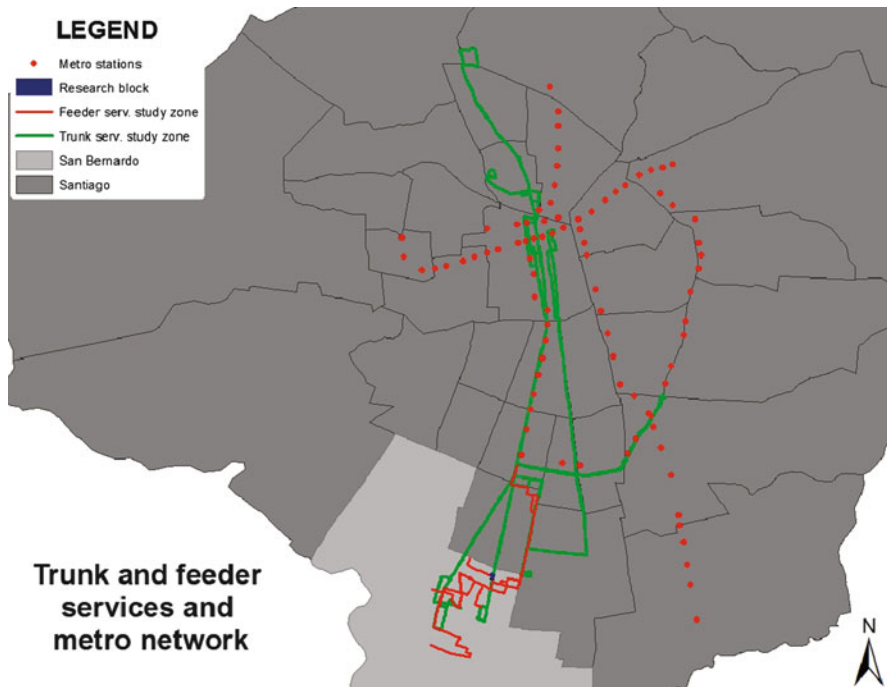 LEGEND
Metro stations
Research block
Feeder serv. study zone
Trunk serv. study zone
San Bernardo
Santiago
Trunk and feeder
services and
metro network
N